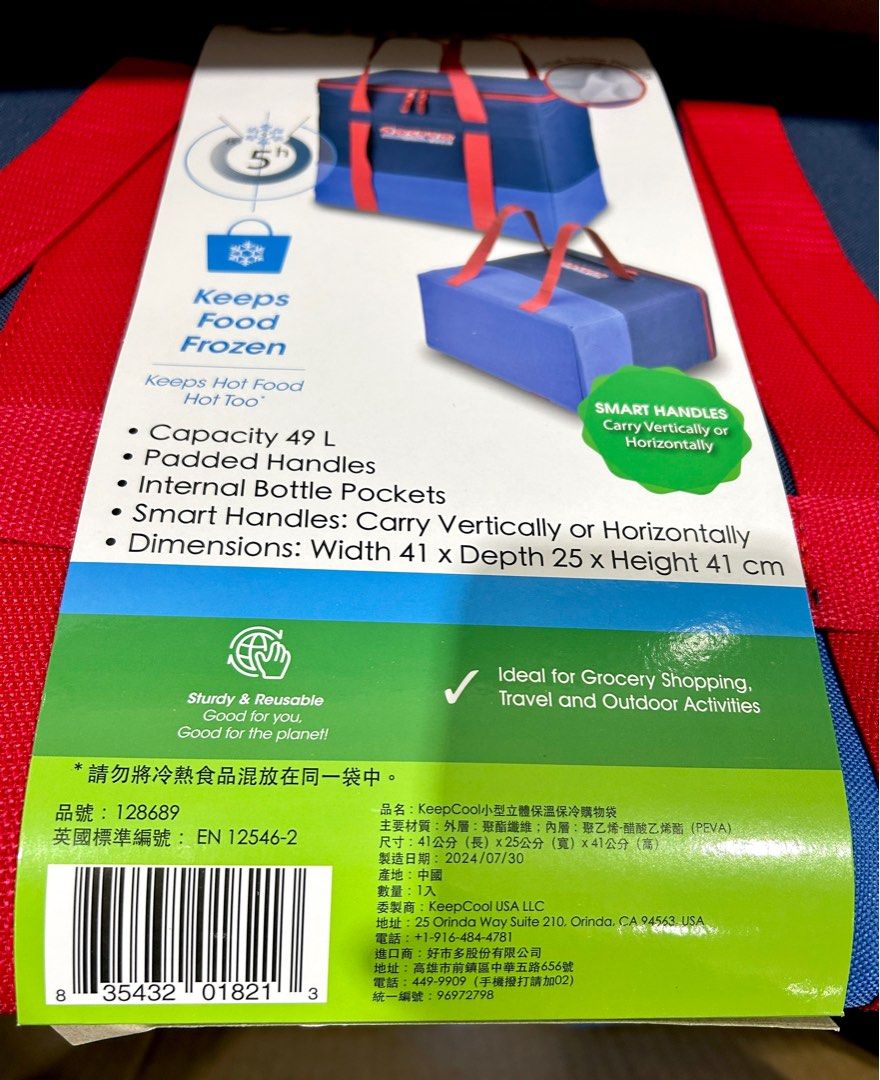 5h
Keeps
Food
Frozen
Keeps Hot Food
Hot Too*
SMART HANDLES
Carry Vertically or
Horizontally
• Capacity 49 L
• Padded Handles
• Internal Bottle Pockets
• Smart Handles: Carry Vertically or Horizontally
• Dimensions: Width 41 x Depth 25 x Height 41 cm
Sturdy & Reusable
Good for you,
Good for the planet!
Ideal for Grocery Shopping,
Travel and Outdoor Activities
*請勿將冷熱食品混放在同一袋中。
品號：128689
英國標準編號： EN 12546-2
品名：KeepCool小型立體保溫保冷購物袋
主要材質：外層：聚酯纖維；內層：聚乙烯-醋酸乙烯酯 (PEVA)
尺寸：41公分（長）x 25公分（寬）x 41公分（高）
製造日期：2024/07/30
產地：中國
數量：1入
委製商：KeepCool USA LLC
地址：25 Orinda Way Suite 210, Orinda, CA 94563, USA
電話：+1-916-484-4781
進口商：好市多股份有限公司
地址：高雄市前鎮區中華五路656號
電話：449-9909（手機撥打請加02）
統一編號：96972798
8 35432 01821 3